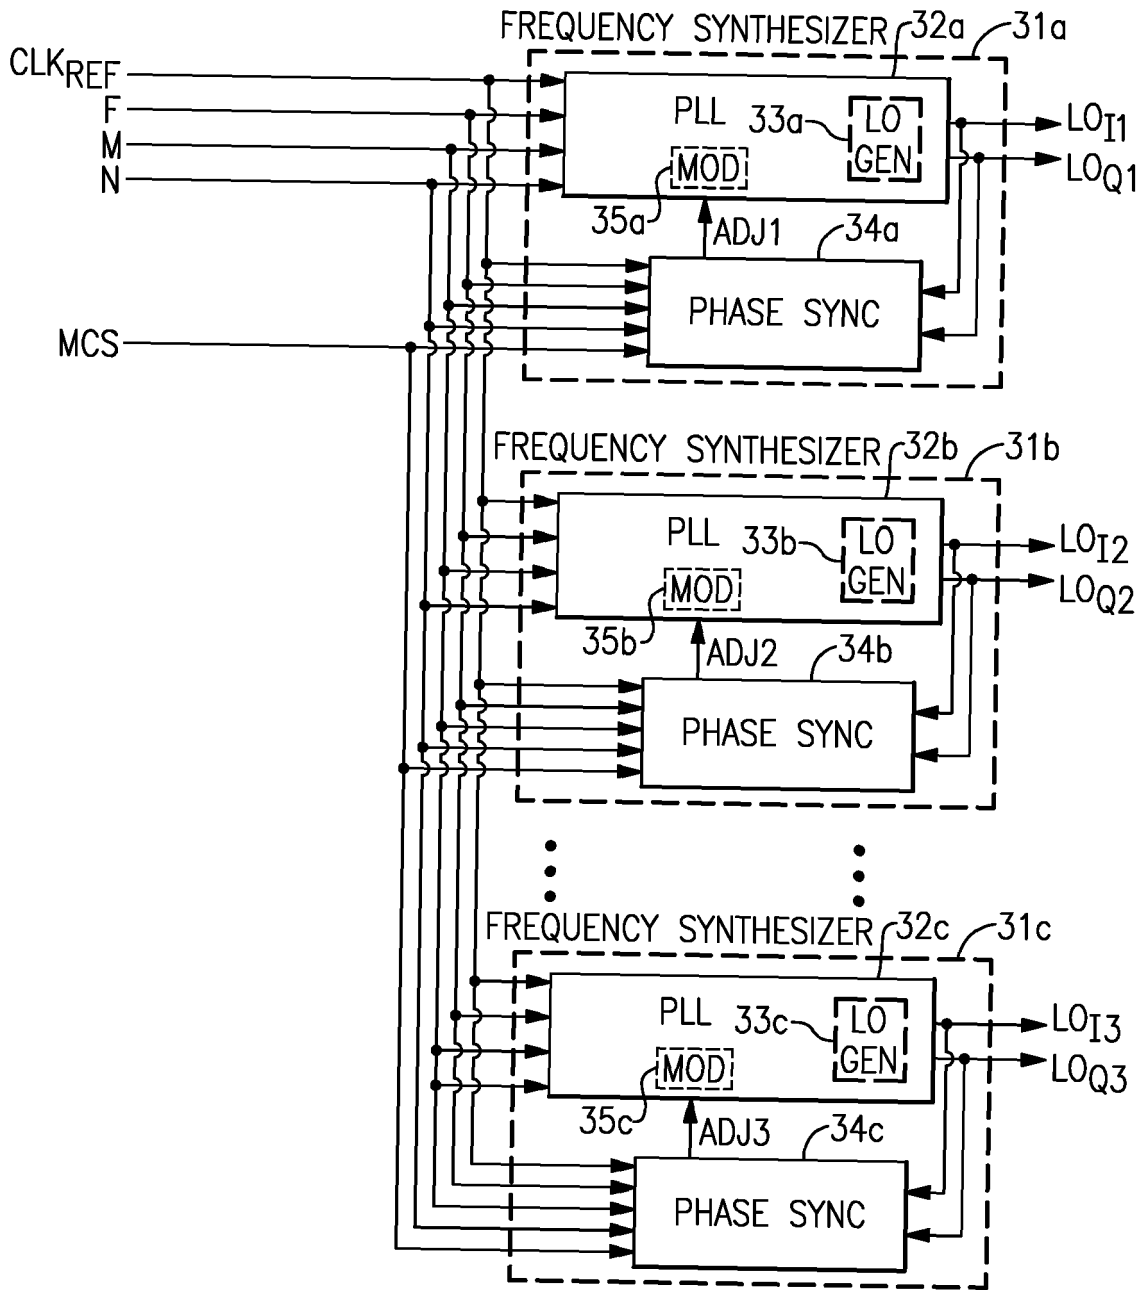 FREQUENCY SYNTHESIZER 32a 31a
CLKREF
F
M
N
PLL 33a LO GEN
MOD
35a
LOI1
LOQ1
ADJ1 34a
PHASE SYNC
MCS
FREQUENCY SYNTHESIZER 32b 31b
PLL 33b LO GEN
MOD
35b
LOI2
LOQ2
ADJ2 34b
PHASE SYNC
FREQUENCY SYNTHESIZER 32c 31c
PLL 33c LO GEN
MOD
35c
LOI3
LOQ3
ADJ3 34c
PHASE SYNC